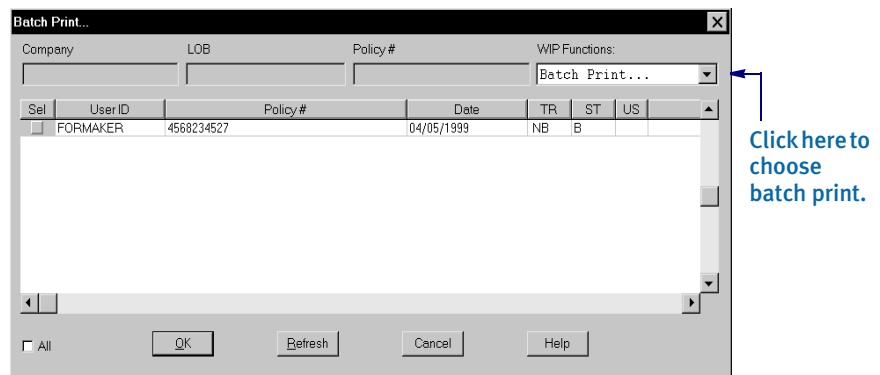 Batch Print...
Company LOB Policy # WIP Functions:
Batch Print...
Sel User ID Policy # Date TR ST US
FORMAKER 4568234527 04/05/1999 NB B
Click here to
choose
batch print.
All OK Refresh Cancel Help